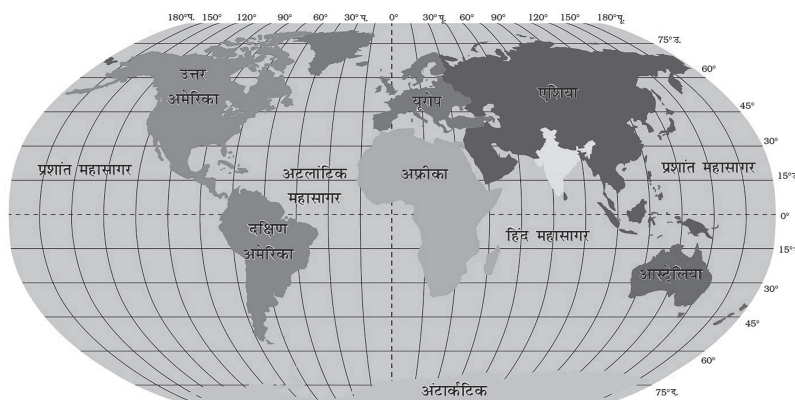 180°प. 150° 120° 90° 60° 30°प. 0° 30°पू. 60° 90° 120° 150° 180°पू.
75°उ.
60°
45°
30°
15°उ
0°
15°द
30°
45°
60°
75°द.
उत्तर
अमेरिका
यूरोप
एशिया
प्रशांत महासागर
अटलांटिक
महासागर
अफ्रीका
प्रशांत महासागर
दक्षिण
अमेरिका
हिंद महासागर
आस्ट्रेलिया
अंटार्कटिक